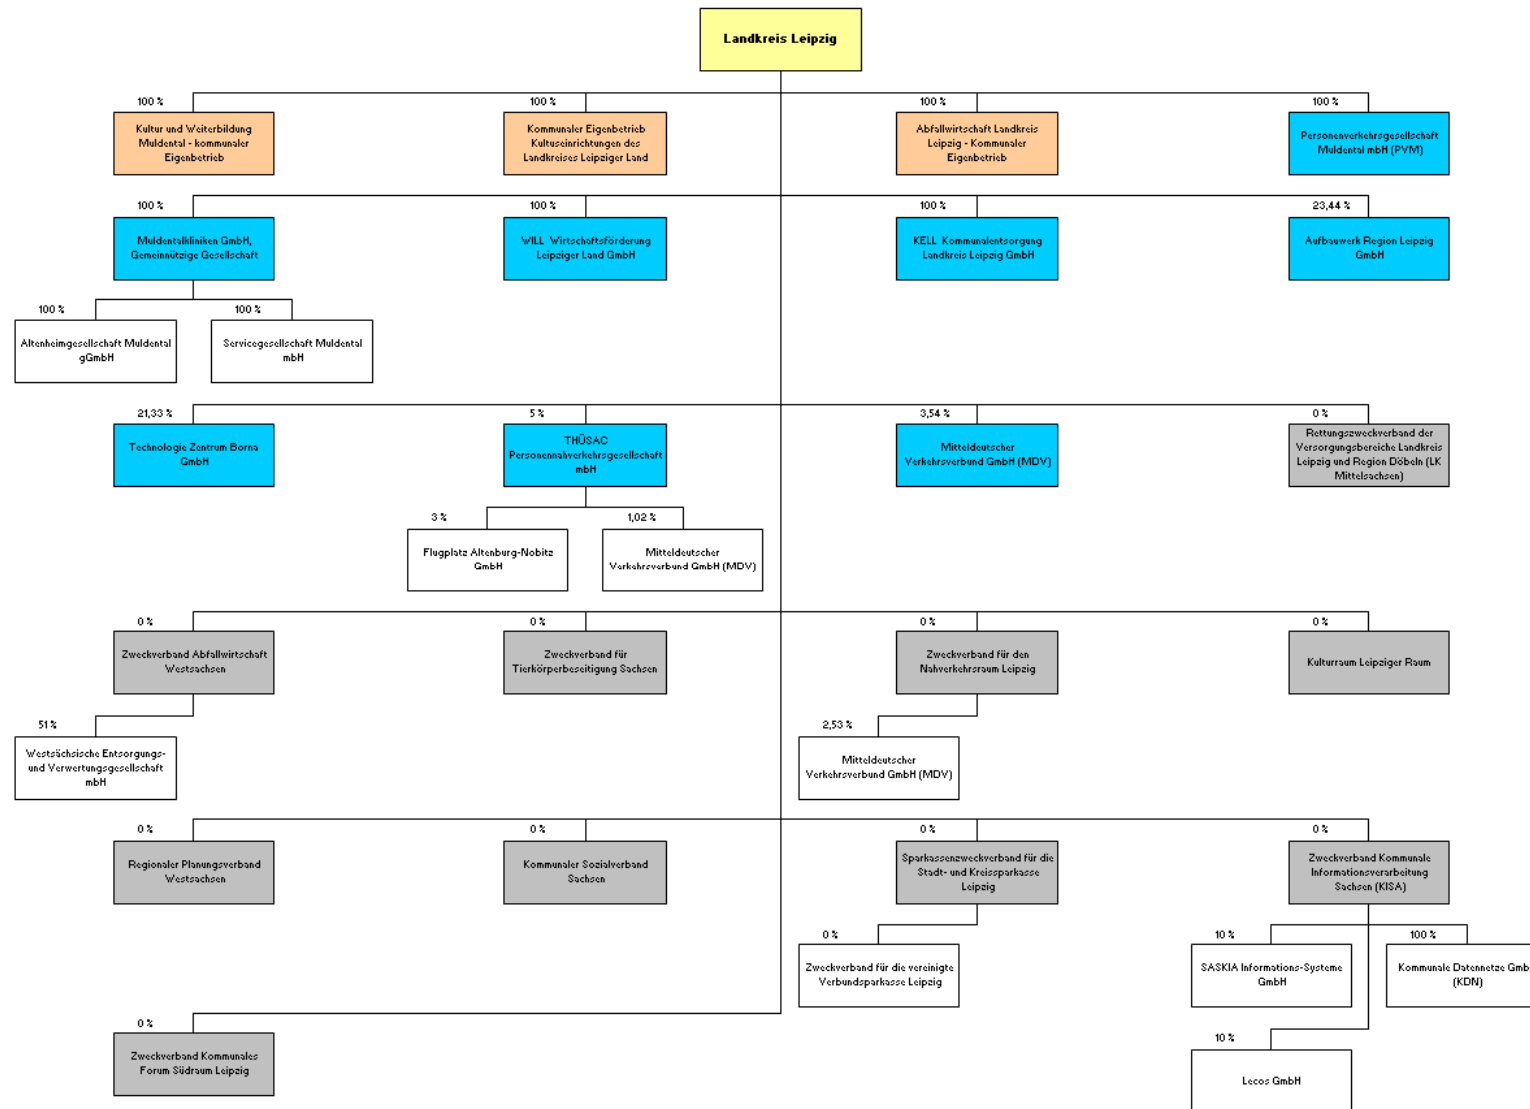 Landkreis Leipzig
100 %
100 %
100 %
100 %
Kultur und Weiterbildung
Muldental - kommunaler
Eigenbetrieb
Kommunaler Eigenbetrieb
Kultuseinrichtungen des
Landkreises Leipziger Land
Abfallwirtschaft Landkreis
Leipzig - Kommunaler
Eigenbetrieb
Personenverkehrsgesellschaft
Muldental mbH (PVM)
100 %
100 %
100 %
23,44 %
Muldentalkliniken GmbH,
Gemeinnützige Gesellschaft
WILL Wirtschaftsförderung
Leipziger Land GmbH
KELL Kommunalentsorgung
Landkreis Leipzig GmbH
Aufbauwerk Region Leipzig
GmbH
100 %
100 %
Altenheimgesellschaft Muldental
gGmbH
Servicegesellschaft Muldental
mbH
21,33 %
5 %
3,54 %
0 %
Technologie Zentrum Borna
GmbH
THÜSAC
Personennahverkehrsgesellschaft
mbH
Mitteldeutscher
Verkehrsverbund GmbH (MDV)
Rettungszweckverband der
Versorgungsbereiche Landkreis
Leipzig und Region Döbeln (LK
Mittelsachsen)
3 %
1,02 %
Flugplatz Altenburg-Nobitz
GmbH
Mitteldeutscher
Verkehrsverbund GmbH (MDV)
0 %
0 %
0 %
0 %
Zweckverband Abfallwirtschaft
Westsachsen
Zweckverband für
Tierkörperbeseitigung Sachsen
Zweckverband für den
Nahverkehrsraum Leipzig
Kulturraum Leipziger Raum
51 %
2,53 %
Westsächsische Entsorgungs-
und Verwertungsgesellschaft
mbH
Mitteldeutscher
Verkehrsverbund GmbH (MDV)
0 %
0 %
0 %
0 %
Regionaler Planungsverband
Westsachsen
Kommunaler Sozialverband
Sachsen
Sparkassenzweckverband für die
Stadt- und Kreissparkasse
Leipzig
Zweckverband Kommunale
Informationsverarbeitung
Sachsen (KISA)
0 %
10 %
100 %
Zweckverband für die vereinigte
Verbundsparkasse Leipzig
SASKIA Informations-Systeme
GmbH
Kommunale Datennetze Gmb
(KDN)
0 %
10 %
Zweckverband Kommunales
Forum Südraum Leipzig
Lecos GmbH